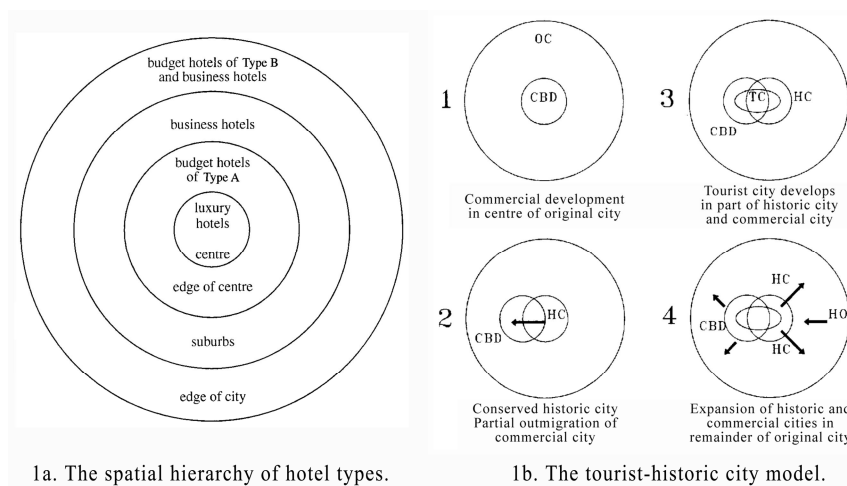 budget hotels of Type B
and business hotels
business hotels
budget hotels
of Type A
luxury
hotels
centre
edge of centre
suburbs
edge of city
1a. The spatial hierarchy of hotel types.
1
OC
CBD
Commercial development
in centre of original city
3
TC
HC
CDD
Tourist city develops
in part of historic city
and commercial city
2
HC
CBD
Conserved historic city
Partial outmigration of
commercial city
4
HC
CBD
HO
HC
Expansion of historic and
commercial cities in
remainder of original city
1b. The tourist-historic city model.